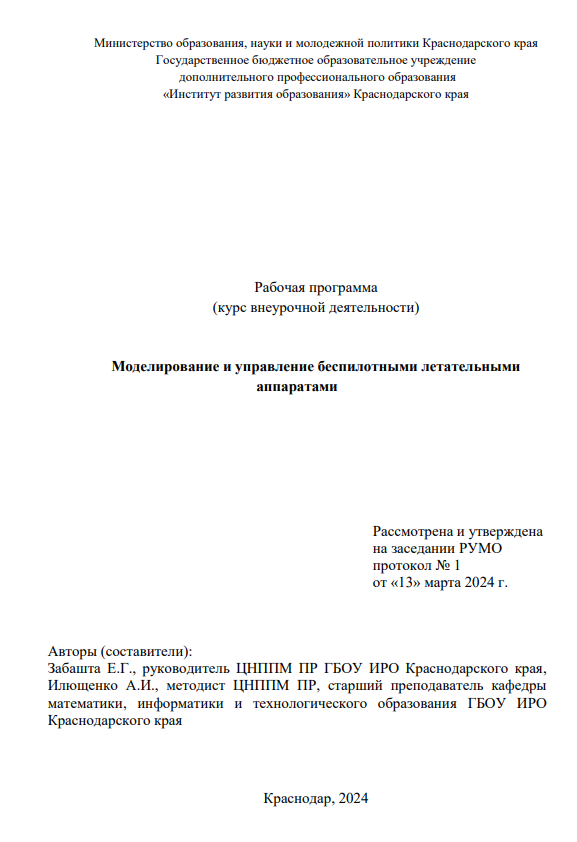 Министерство образования, науки и молодежной политики Краснодарского края
Государственное бюджетное образовательное учреждение
дополнительного профессионального образования
«Институт развития образования» Краснодарского края
Рабочая программа
(курс внеурочной деятельности)
Моделирование и управление беспилотными летательными
аппаратами
Рассмотрена и утверждена
на заседании РУМО
протокол № 1
от «13» марта 2024 г.
Авторы (составители):
Забашта Е.Г., руководитель ЦНППМ ПР ГБОУ ИРО Краснодарского края,
Илющенко А.И., методист ЦНППМ ПР, старший преподаватель кафедры
математики, информатики и технологического образования ГБОУ ИРО
Краснодарского края
Краснодар, 2024